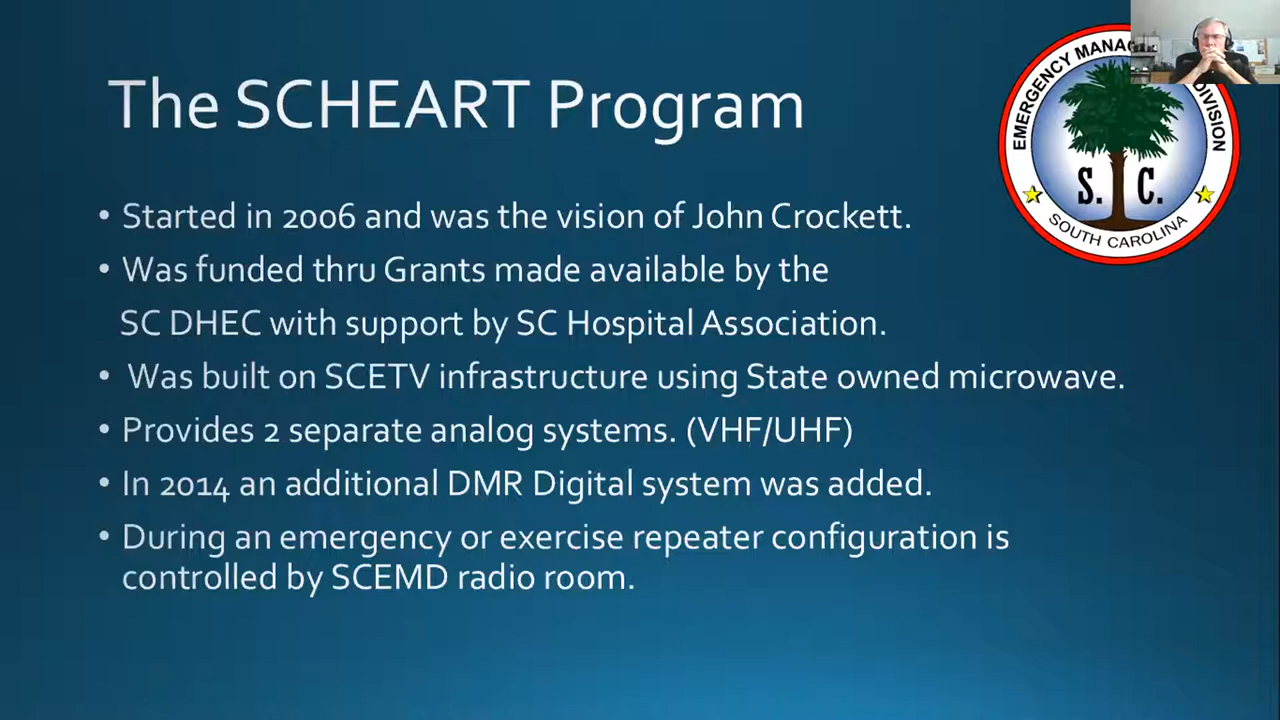 The SCHEART Program
• Started in 2006 and was the vision of John Crockett.
• Was funded thru Grants made available by the
SC DHEC with support by SC Hospital Association.
• Was built on SCETV infrastructure using State owned microwave.
• Provides 2 separate analog systems. (VHF/UHF)
• In 2014 an additional DMR Digital system was added.
• During an emergency or exercise repeater configuration is
controlled by SCEMD radio room.
EMERGENCY
DIVISION
S. C.
SOUTH CAROLINA